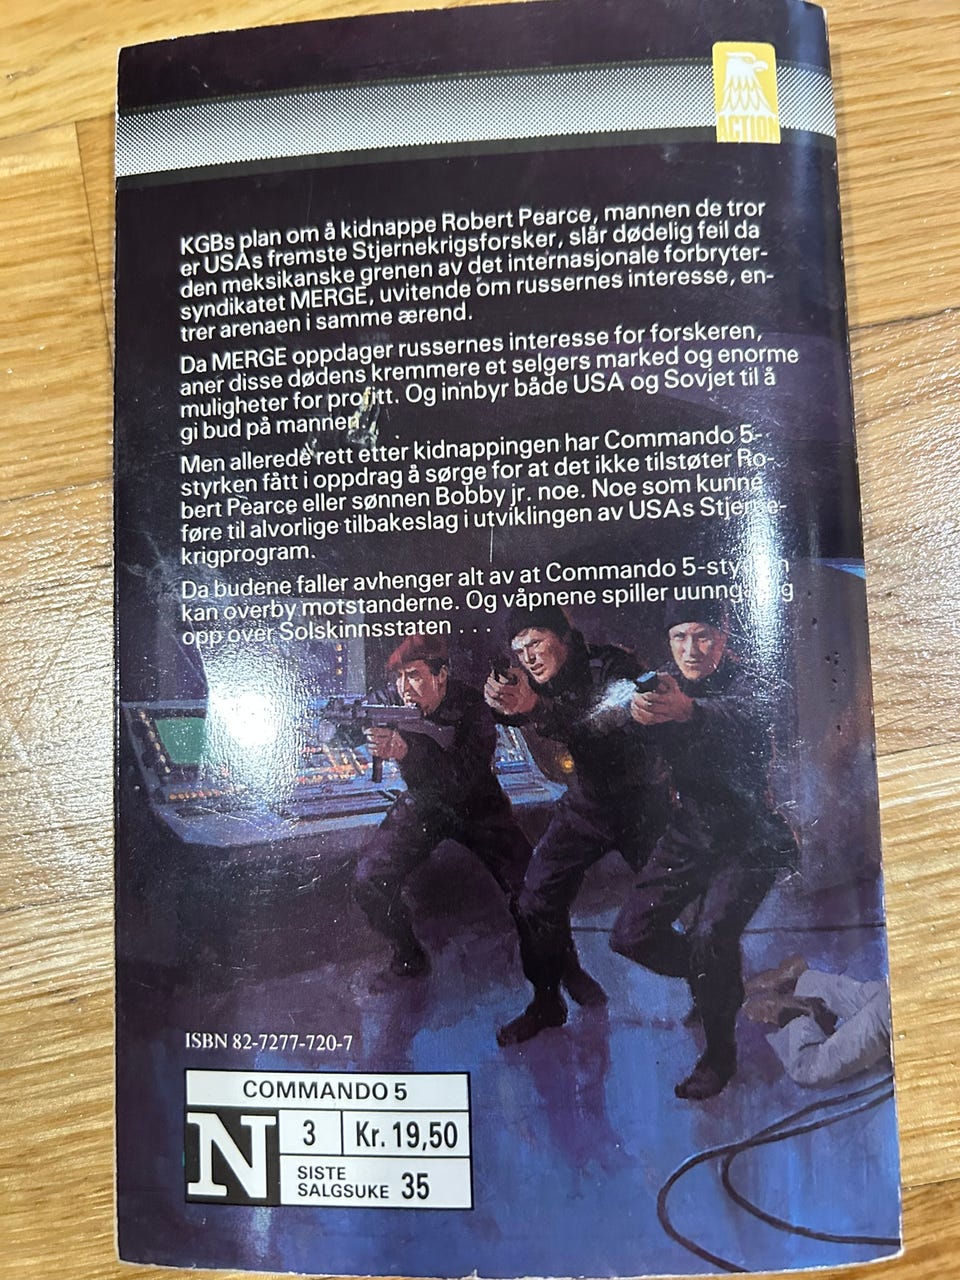 ACTION
KGBs plan om å kidnappe Robert Pearce, mannen de tror
er USAs fremste Stjernekrigsforsker, slår dødelig feil da
den meksikanske grenen av det internasjonale forbryter-
syndikatet MERGE, uvitende om russernes interesse, en-
trer arenaen i samme ærend.
Da MERGE oppdager russernes interesse for forskeren,
aner disse dødens kremmere et selgers marked og enorme
muligheter for profitt. Og innbyr både USA og Sovjet til å
gi bud på mannen.
Men allerede rett etter kidnappingen har Commando 5-
styrken fått i oppdrag å sørge for at det ikke tilstøter Ro-
bert Pearce eller sønnen Bobby jr. noe. Noe som kunne
føre til alvorlige tilbakeslag i utviklingen av USAs Stjerne-
krigprogram.
Da budene faller avhenger alt av at Commando 5-
kan overby motstanderne. Og våpnene spiller
opp over Solskinnsstaten . . .
ISBN 82-7277-720-7
COMMANDO 5
N 3 Kr. 19,50
SISTE
SALGSUKE 35